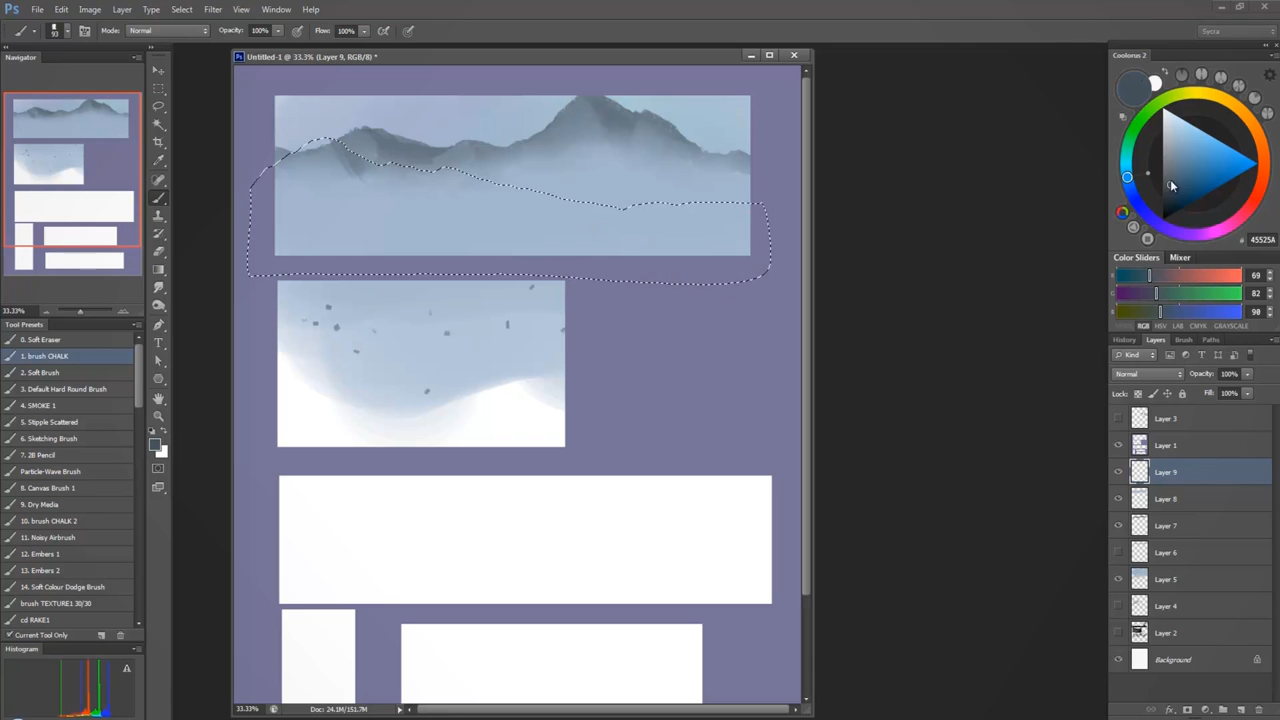 Ps File Edit Image Layer Type Select Filter View Window Help
93 Mode: Normal Opacity: 100% Flow: 100% Sycra
Navigator
33.33%
Tool Presets
0. Soft Eraser
1. brush CHALK
2. Soft Brush
3. Default Hard Round Brush
4. SMOKE 1
5. Stipple Scattered
6. Sketching Brush
7. 2B Pencil
Particle-Wave Brush
8. Canvas Brush 1
9. Dry Media
10. brush CHALK 2
11. Noisy Airbrush
12. Embers 1
13. Embers 2
14. Soft Colour Dodge Brush
brush TEXTURE1 30/30
cd RAKE1
Current Tool Only
Histogram
Untitled-1 @ 33.3% (Layer 9, RGB/8) *
33.33% Doc: 24.1M/151.7M
Coolorus 2
# 45525A
Color Sliders Mixer
69
82
90
RGB HSV LAB CMYK GRAYSCALE
History Layers Brush Paths
Kind
Normal Opacity: 100%
Lock: Fill: 100%
Layer 3
Layer 1
Layer 9
Layer 8
Layer 7
Layer 6
Layer 5
Layer 4
Layer 2
Background
fx